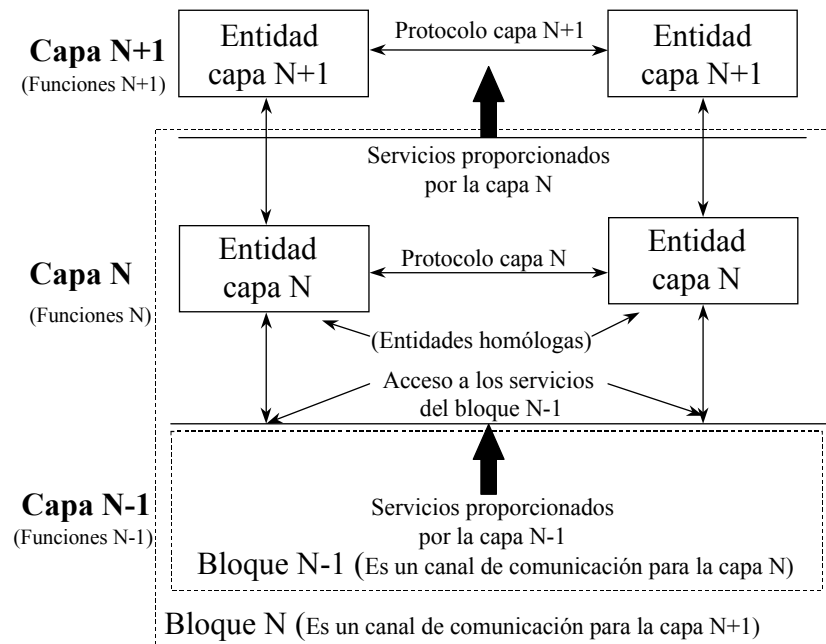 Capa N+1
(Funciones N+1)
Entidad
capa N+1
Protocolo capa N+1
Entidad
capa N+1
Servicios proporcionados
por la capa N
Capa N
(Funciones N)
Entidad
capa N
Protocolo capa N
Entidad
capa N
(Entidades homólogas)
Acceso a los servicios
del bloque N-1
Capa N-1
(Funciones N-1)
Servicios proporcionados
por la capa N-1
Bloque N-1 (Es un canal de comunicación para la capa N)
Bloque N (Es un canal de comunicación para la capa N+1)